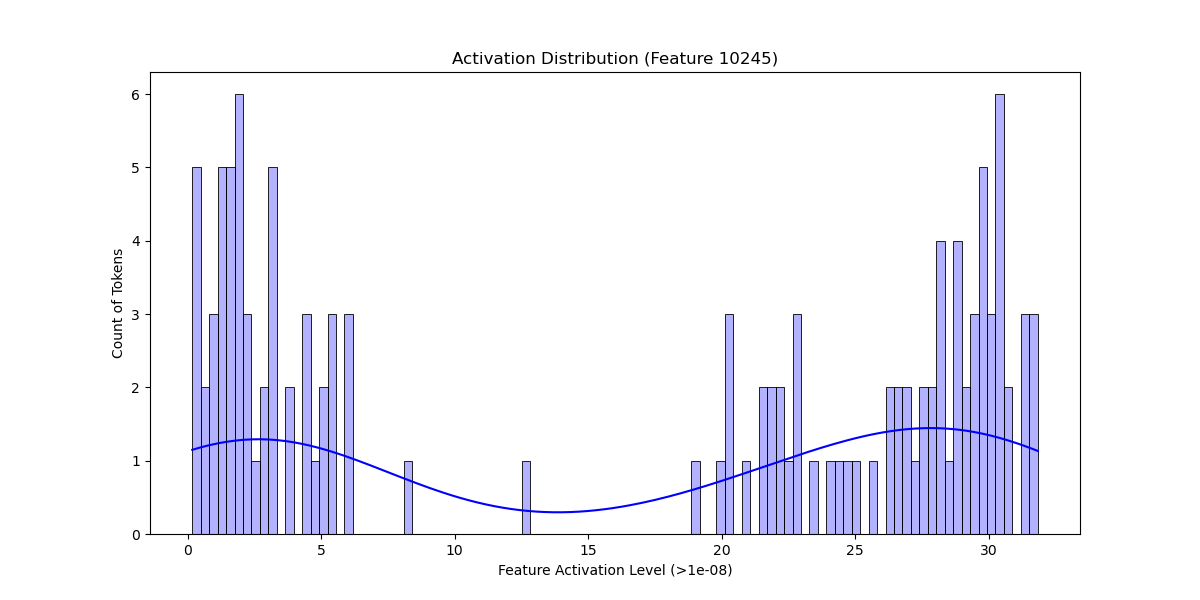 Activation Distribution (Feature 10245)
6
5
4
3
2
1
0
Count of Tokens
0 5 10 15 20 25 30
Feature Activation Level (>1e-08)